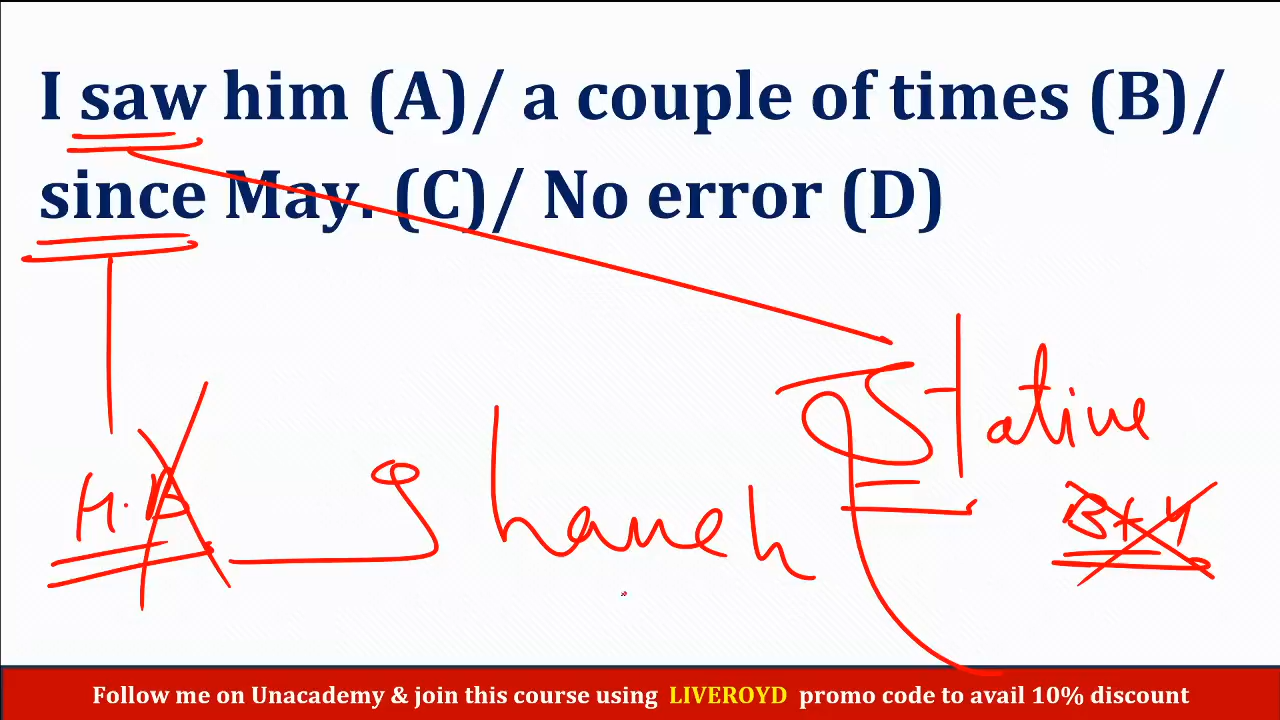 I saw him (A)/ a couple of times (B)/
since May. (C)/ No error (D)
Stative
H.B
Follow me on Unacademy & join this course using LIVEROYD promo code to avail 10% discount